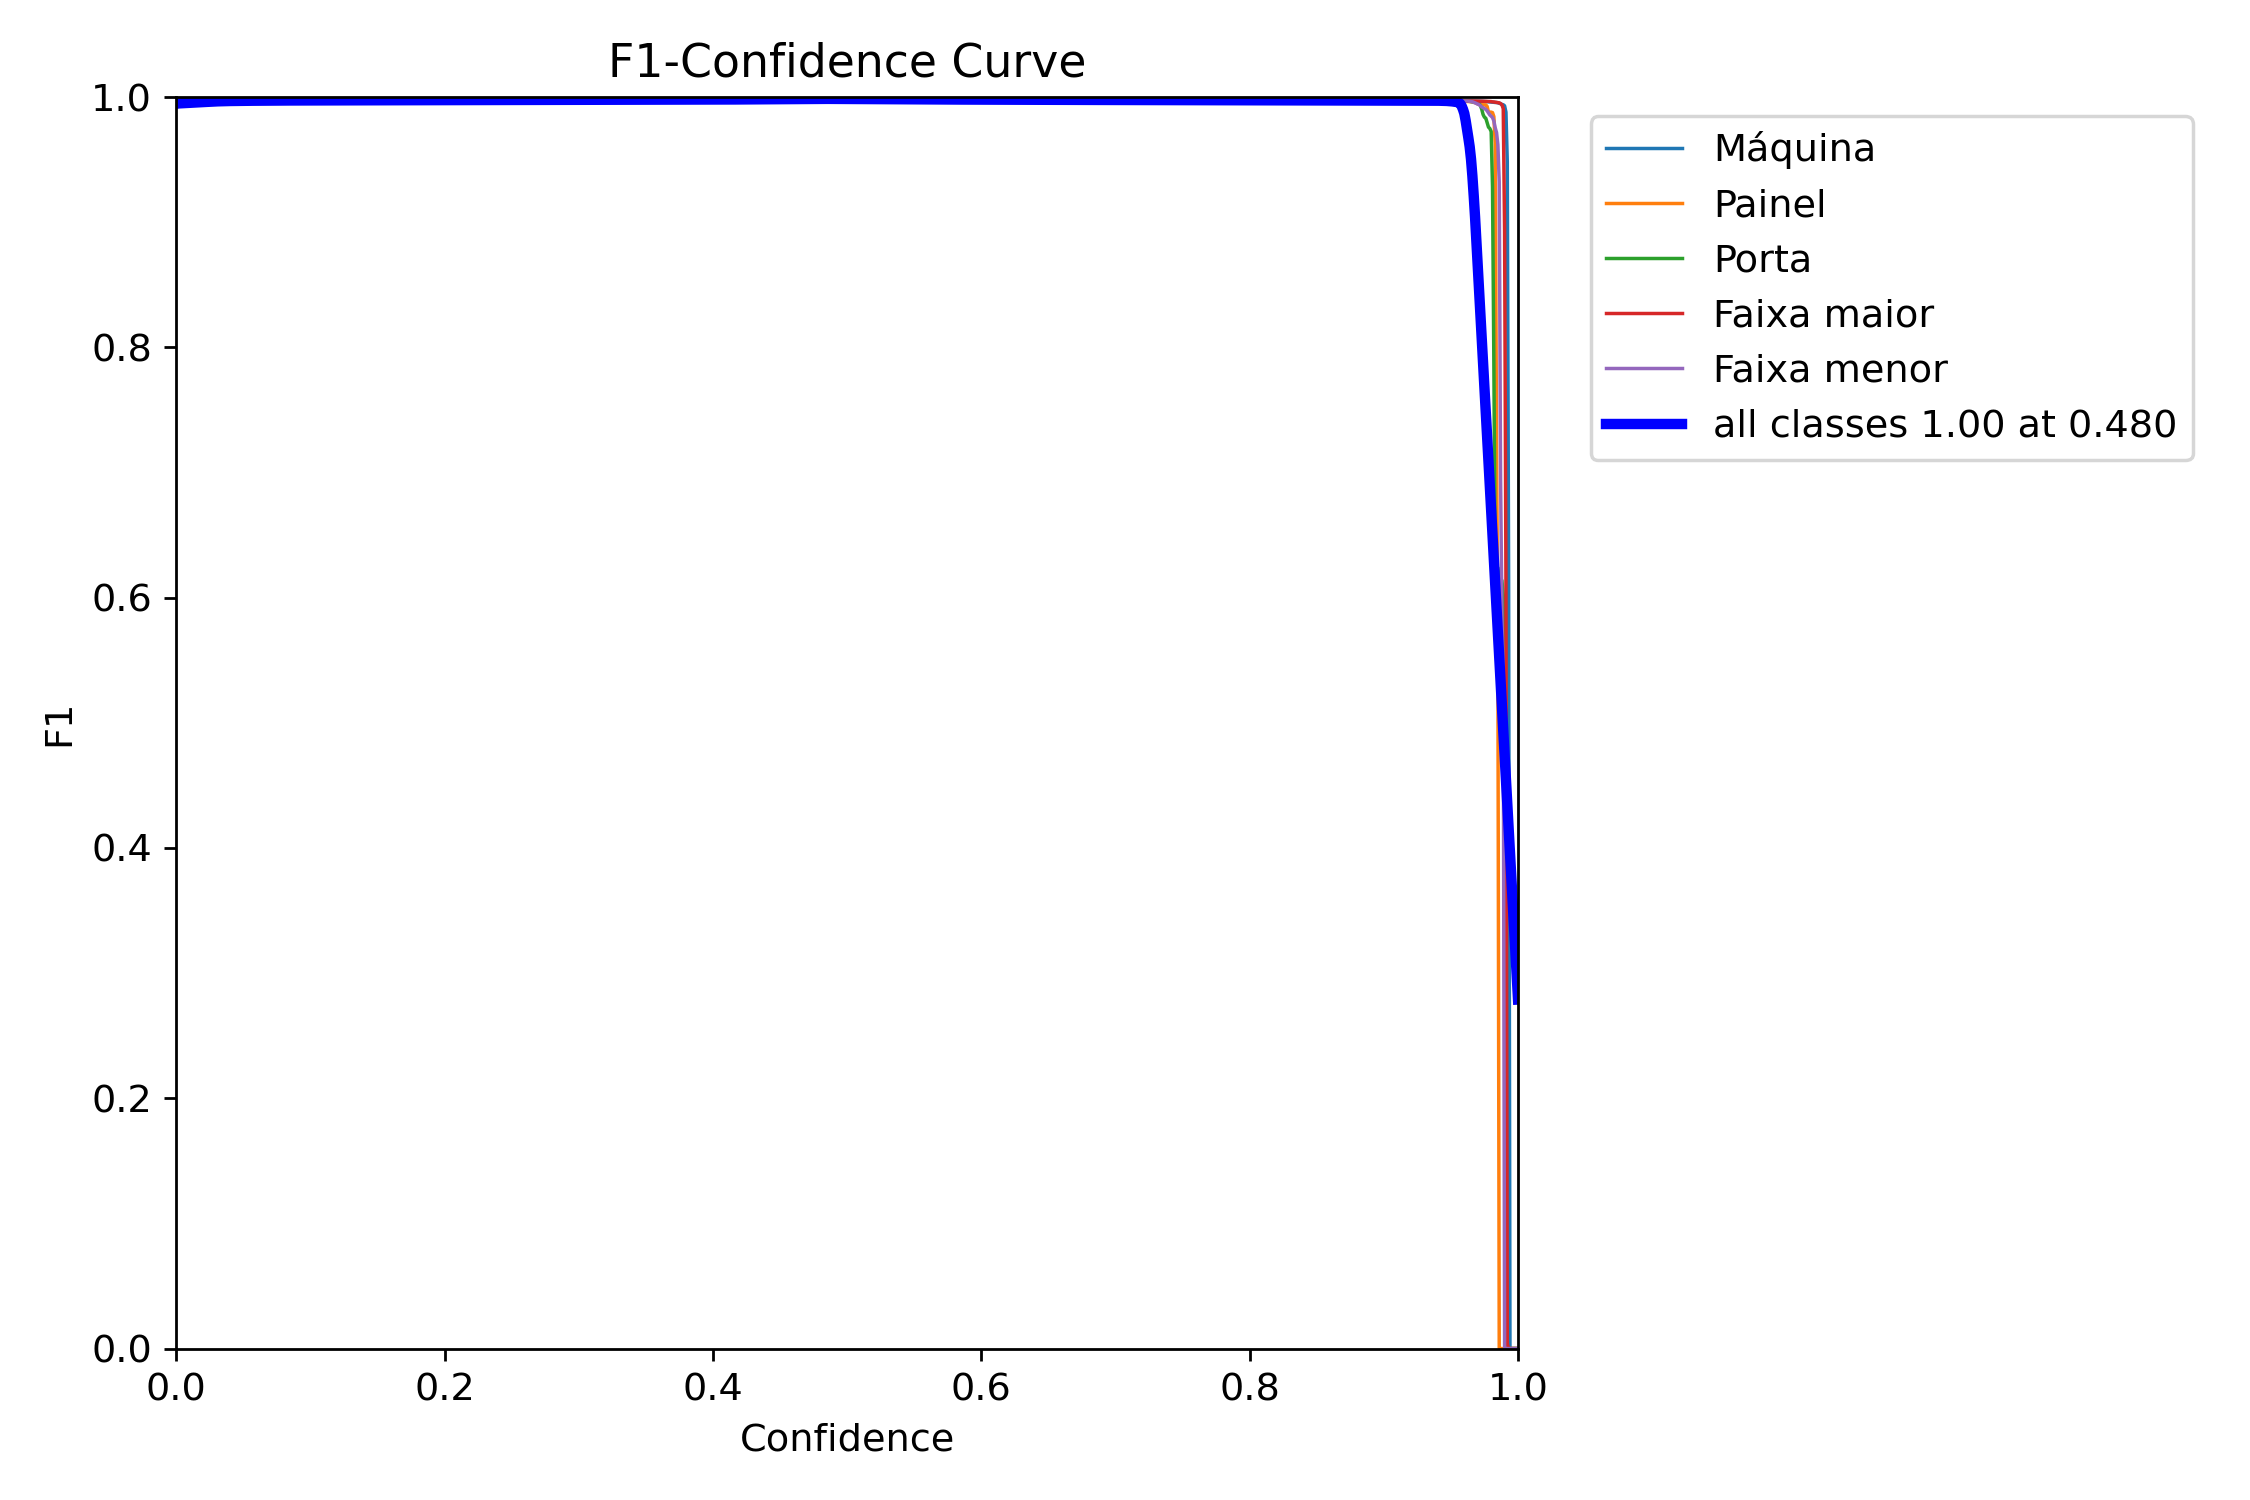 F1-Confidence Curve
1.0
0.8
0.6
0.4
0.2
0.0
F1
0.0 0.2 0.4 0.6 0.8 1.0
Confidence
Máquina
Painel
Porta
Faixa maior
Faixa menor
all classes 1.00 at 0.480